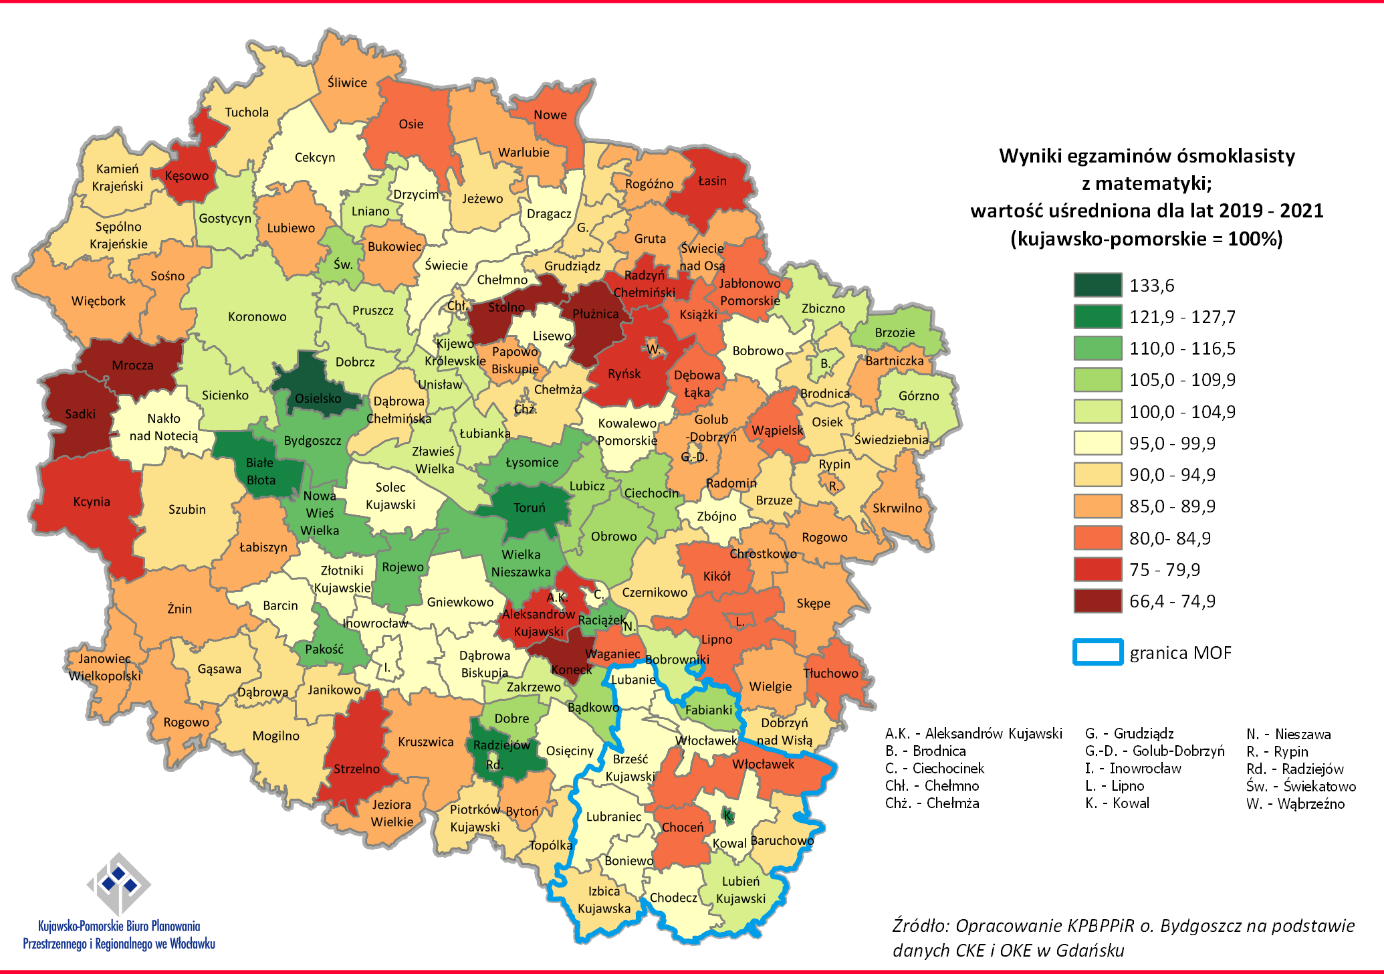 Wyniki egzaminów ósmoklasisty
z matematyki;
wartość uśredniona dla lat 2019 - 2021
(kujawsko-pomorskie = 100%)
133,6
121,9 - 127,7
110,0 - 116,5
105,0 - 109,9
100,0 - 104,9
95,0 - 99,9
90,0 - 94,9
85,0 - 89,9
80,0- 84,9
75 - 79,9
66,4 - 74,9
granica MOF
A.K. - Aleksandrów Kujawski
B. - Brodnica
C. - Ciechocinek
Chł. - Chełmno
Chż. - Chełmża
G. - Grudziądz
G.-D. - Golub-Dobrzyń
I. - Inowrocław
L. - Lipno
K. - Kowal
N. - Nieszawa
R. - Rypin
Rd. - Radziejów
Św. - Świekatowo
W. - Wąbrzeźno
Śliwice
Tuchola
Osie
Nowe
Warlubie
Cekcyn
Kamień
Krajeński
Kęsowo
Drzycim
Jeżewo
Rogóźno
Łasin
Gostycyn
Lniano
Dragacz
G.
Lubiewo
Sępólno
Krajeńskie
Bukowiec
Gruta
Świecie
nad Osą
Św.
Świecie
Grudziądz
Sośno
Chełmno
Radzyń
Chełmiński
Jabłonowo
Pomorskie
Więcbork
Koronowo
Pruszcz
Chł.
Stolno
Płużnica
Książki
Zbiczno
Brzozie
Lisewo
Kijewo
Królewskie
Papowo
Biskupie
W.
Bobrowo
B.
Bartniczka
Mrocza
Dobrcz
Ryńsk
Dębowa
Łąka
Unisław
Chełmża
Brodnica
Górzno
Sicienko
Osielsko
Dąbrowa
Chełmińska
Chż.
Sadki
Nakło
nad Notecią
Bydgoszcz
Łubianka
Kowalewo
Pomorskie
Golub
-Dobrzyń
Wąpielsk
Osiek
Świedziebnia
Białe
Błota
Zławieś
Wielka
Łysomice
G.-D.
Rypin
R.
Kcynia
Szubin
Nowa
Wieś
Wielka
Solec
Kujawski
Toruń
Lubicz
Ciechocin
Radomin
Brzuze
Skrwilno
Zbójno
Łabiszyn
Obrowo
Rogowo
Wielka
Nieszawka
Chrostkowo
Złotniki
Kujawskie
Rojewo
Kikół
Żnin
Barcin
Gniewkowo
A.K.
C.
Czernikowo
Skępe
Inowrocław
Aleksandrów
Kujawski
Raciążek
N.
L.
Lipno
Pakość
Janowiec
Wielkopolski
Gąsawa
I.
Dąbrowa
Biskupia
Koneck
Waganiec
Bobrowniki
Tłuchowo
Dąbrowa
Janikowo
Zakrzewo
Lubanie
Wielgie
Rogowo
Mogilno
Kruszwica
Dobre
Bądkowo
Fabianki
Dobrzyń
nad Wisłą
Strzelno
Radziejów
Rd.
Osięciny
Włocławek
Brześć
Kujawski
Włocławek
Jeziora
Wielkie
Piotrków
Kujawski
Bytoń
Lubraniec
Choceń
K.
Kowal
Baruchowo
Topólka
Boniewo
Izbica
Kujawska
Chodecz
Lubień
Kujawski
Kujawsko-Pomorskie Biuro Planowania
Przestrzennego i Regionalnego we Włocławku
Źródło: Opracowanie KPBPPiR o. Bydgoszcz na podstawie
danych CKE i OKE w Gdańsku